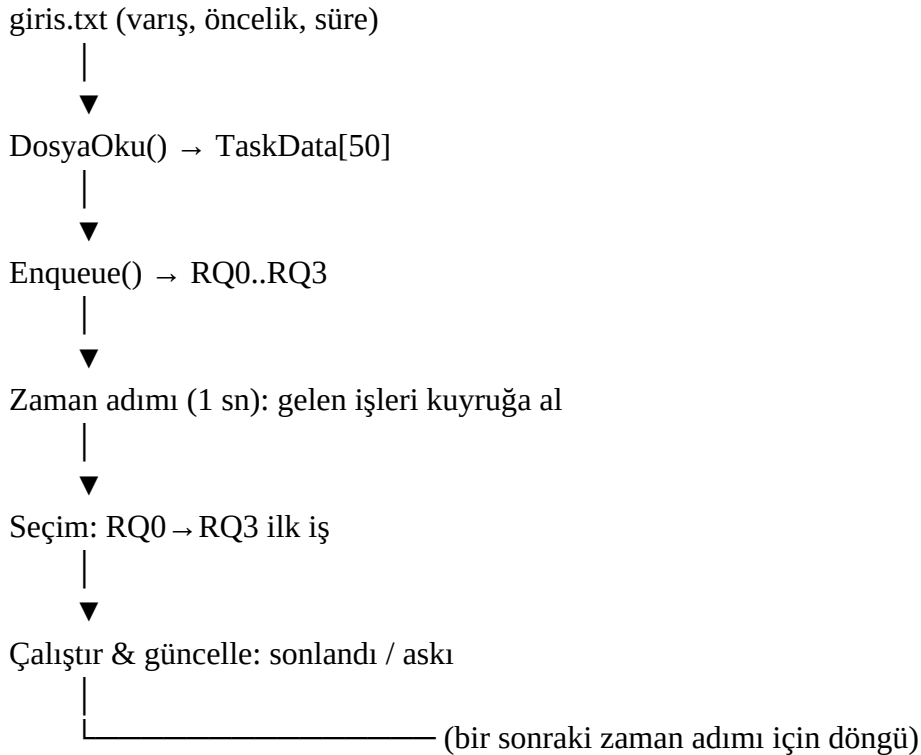 giris.txt (varış, öncelik, süre)
│
▼
DosyaOku() → TaskData[50]
│
▼
Enqueue() → RQ0..RQ3
│
▼
Zaman adımı (1 sn): gelen işleri kuyruğa al
│
▼
Seçim: RQ0→RQ3 ilk iş
│
▼
Çalıştır & güncelle: sonlandı / askı
│
└────────────────── (bir sonraki zaman adımı için döngü)